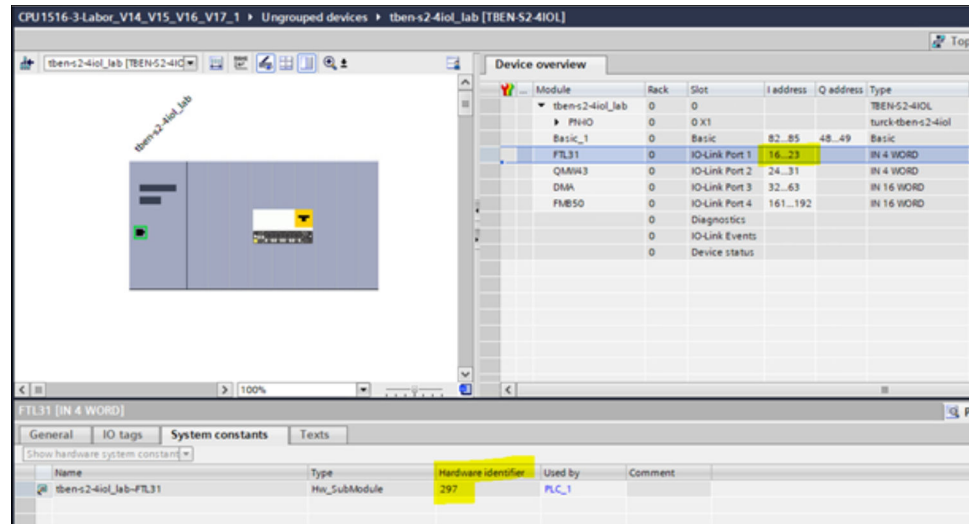 CPU1516-3-Labor_V14_V15_V16_V17_1 ▸ Ungrouped devices ▸ tben-s2-4iol_lab [TBEN-S2-4IOL]
Top
tben-s2-4iol_lab [TBEN-S2-4IO
Device overview
tben-s2-4iol_lab
... Module Rack Slot I address Q address Type
tben-s2-4iol_lab 0 0 TBEN-S2-4IOL
PN-IO 0 0 X1 turck-tben-s2-4iol
Basic_1 0 Basic 82...85 48...49 Basic
FTL31 0 IO-Link Port 1 16...23 IN 4 WORD
QMW43 0 IO-Link Port 2 24...31 IN 4 WORD
DMA 0 IO-Link Port 3 32...63 IN 16 WORD
FMB50 0 IO-Link Port 4 161...192 IN 16 WORD
0 Diagnostics
0 IO-Link Events
0 Device status
100%
FTL31 [IN 4 WORD]
P
General IO tags System constants Texts
Show hardware system constant
Name Type Hardware identifier Used by Comment
tben-s2-4iol_lab~FTL31 Hw_SubModule 297 PLC_1